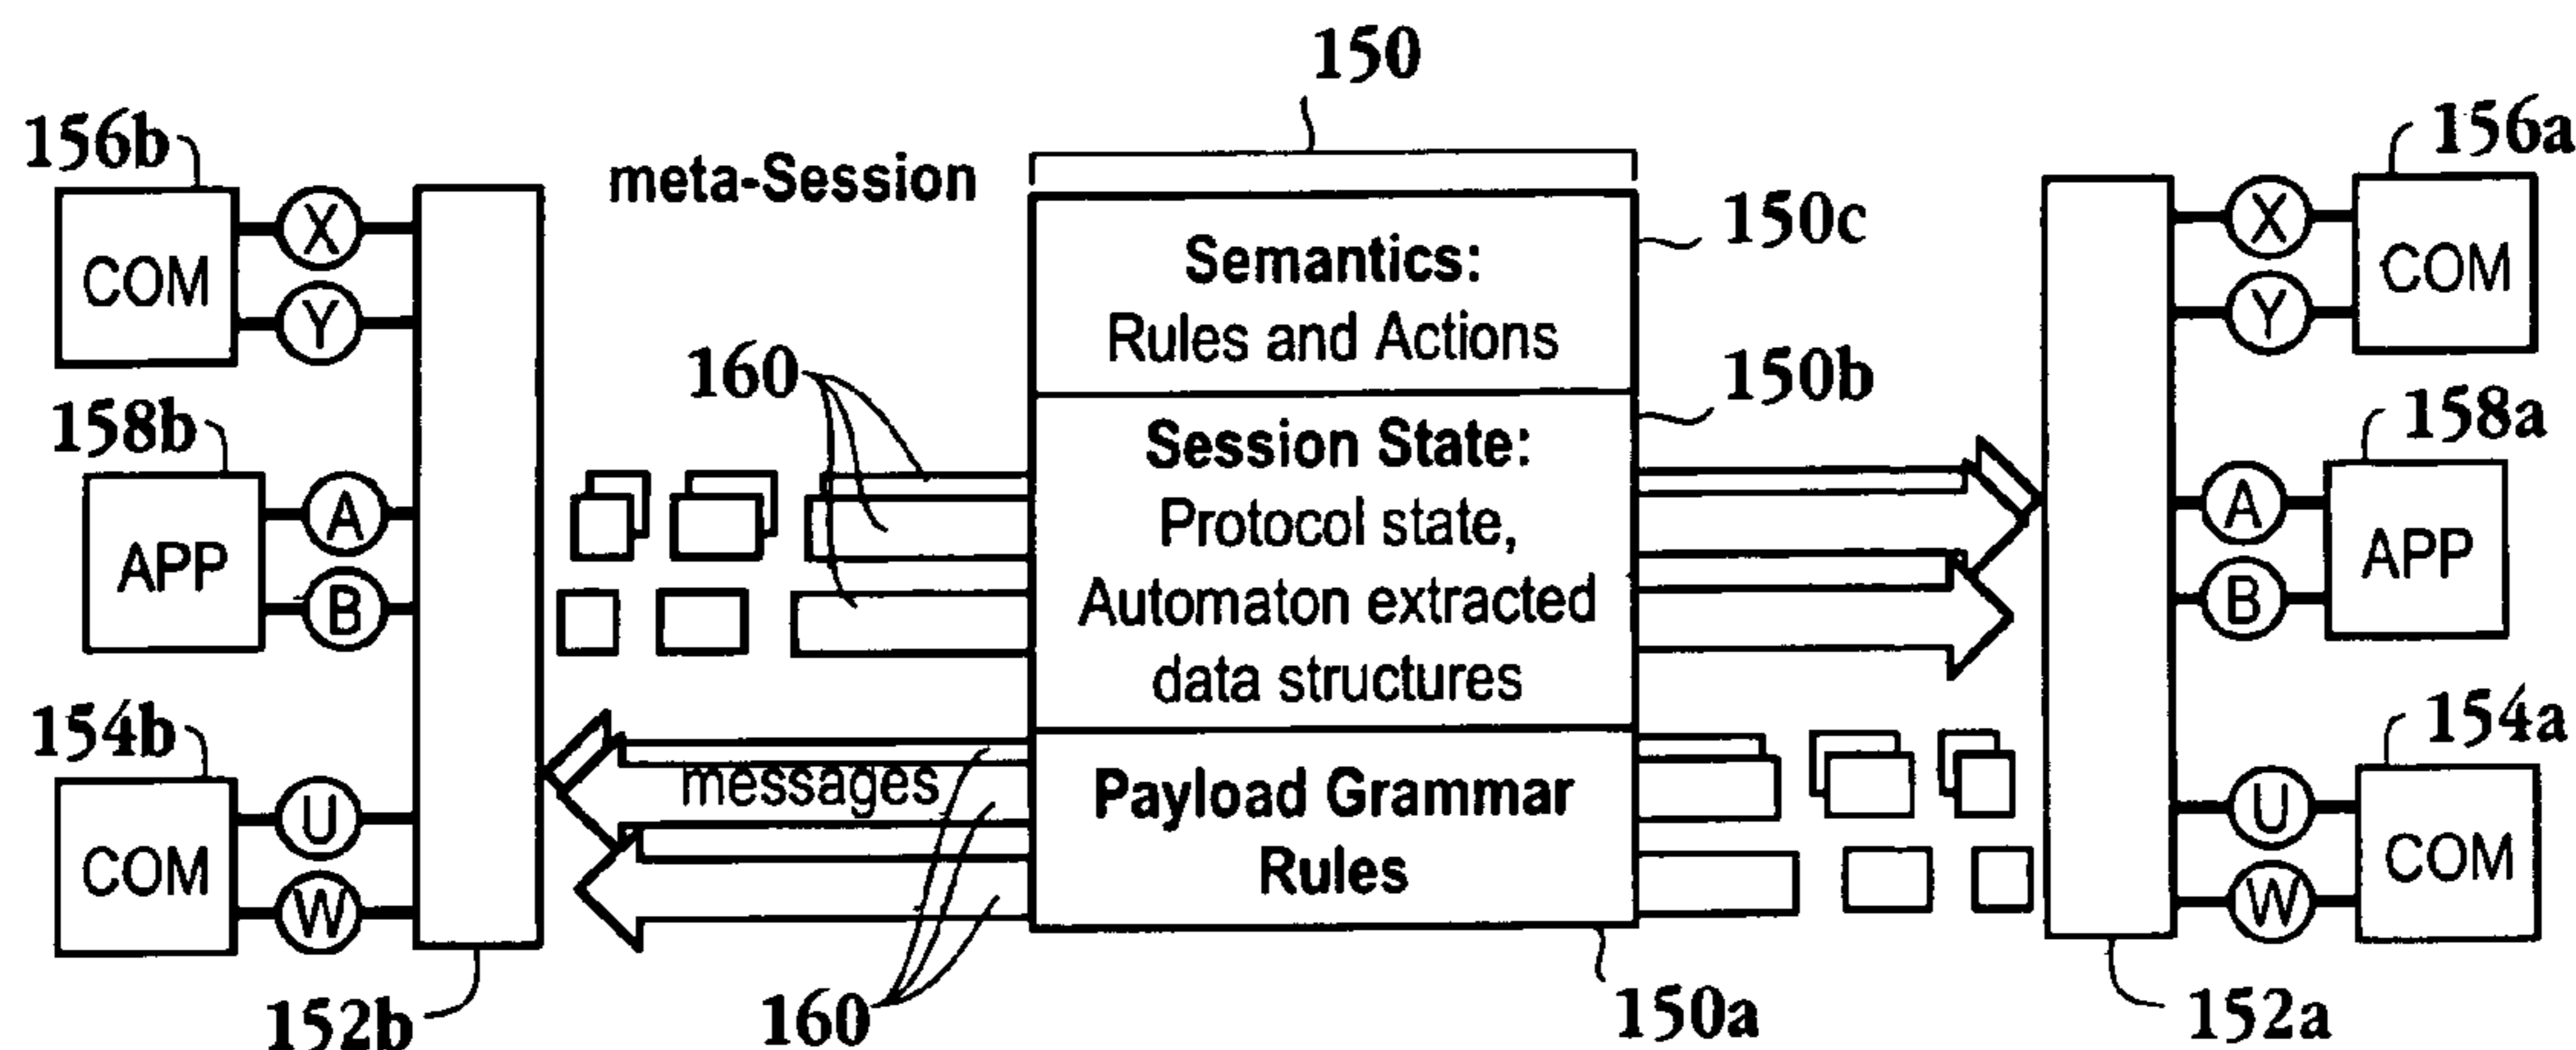 150
156b
meta-Session
156a
COM
X
Y
Semantics:
Rules and Actions
150c
X
Y
COM
160
150b
158b
158a
APP
A
B
Session State:
Protocol state,
Automaton extracted
data structures
A
B
APP
154b
154a
COM
U
W
messages
Payload Grammar
Rules
U
W
COM
152b
160
150a
152a